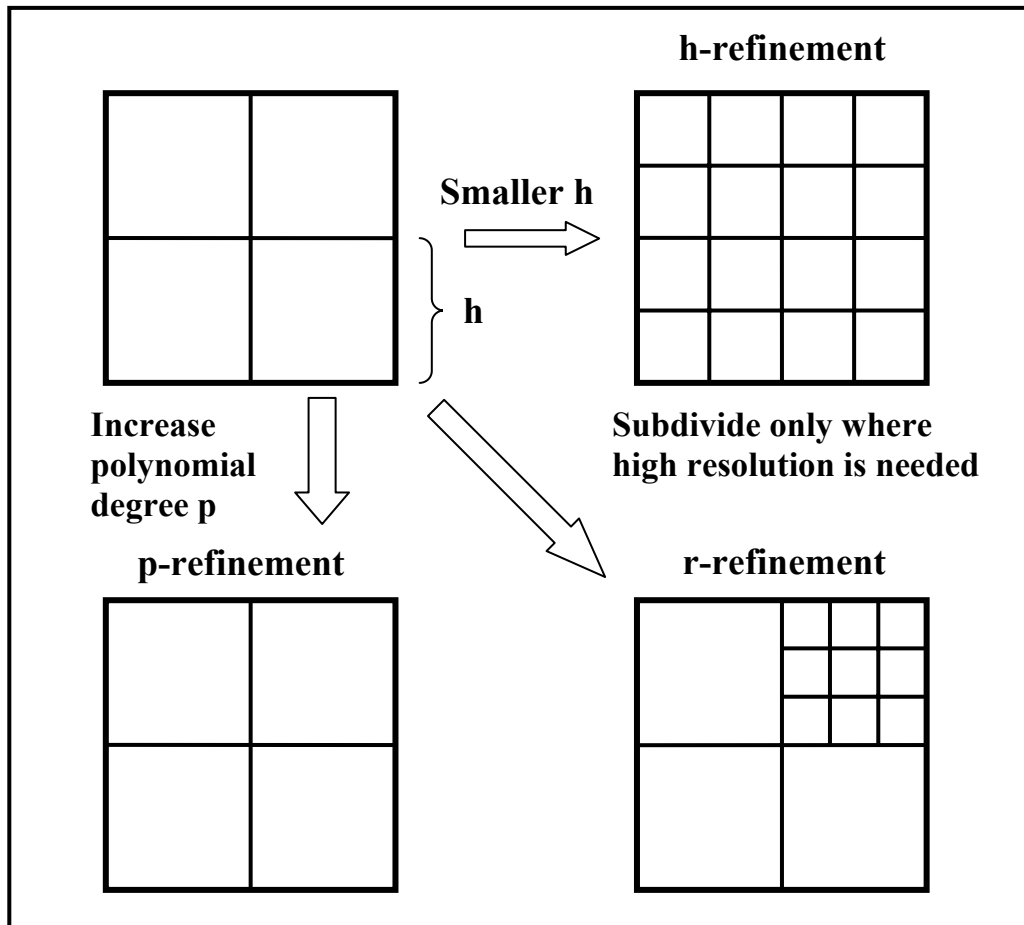 h-refinement
Smaller h
h
Increase
polynomial
degree p
Subdivide only where
high resolution is needed
p-refinement
r-refinement